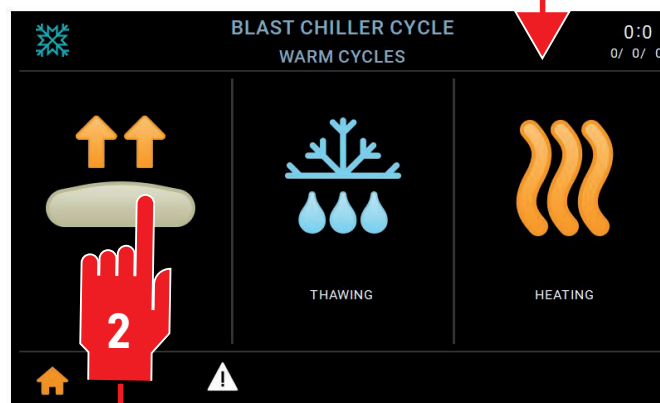 BLAST CHILLER CYCLE
WARM CYCLES
0:0
0/ 0/ 0
THAWING
HEATING
2